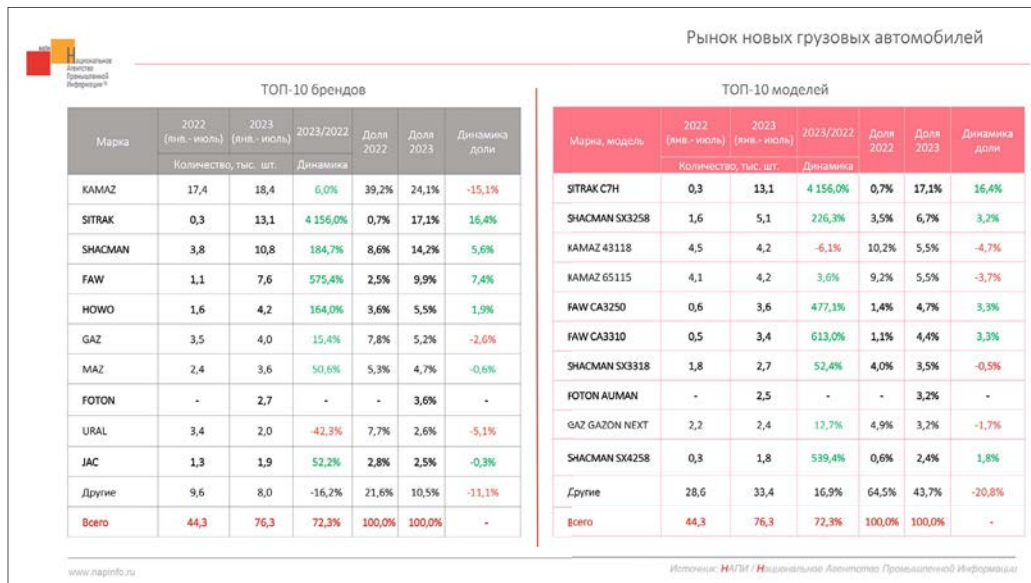 Рынок новых грузовых автомобилей
НАПИ
Национальное
Агентство
Промышленной
Информации
ТОП-10 брендов
Марка 2022 (янв.- июль) 2023 (янв.- июль) 2023/2022 Доля 2022 Доля 2023 Динамика доли
Количество, тыс. шт. Динамика
KAMAZ 17,4 18,4 6,0% 39,2% 24,1% -15,1%
SITRAK 0,3 13,1 4 156,0% 0,7% 17,1% 16,4%
SHACMAN 3,8 10,8 184,7% 8,6% 14,2% 5,6%
FAW 1,1 7,6 575,4% 2,5% 9,9% 7,4%
HOWO 1,6 4,2 164,0% 3,6% 5,5% 1,9%
GAZ 3,5 4,0 15,4% 7,8% 5,2% -2,6%
MAZ 2,4 3,6 50,6% 5,3% 4,7% -0,6%
FOTON - 2,7 - - 3,6% -
URAL 3,4 2,0 -42,3% 7,7% 2,6% -5,1%
JAC 1,3 1,9 52,2% 2,8% 2,5% -0,3%
Другие 9,6 8,0 -16,2% 21,6% 10,5% -11,1%
Всего 44,3 76,3 72,3% 100,0% 100,0% -
ТОП-10 моделей
Марка, модель 2022 (янв.- июль) 2023 (янв.- июль) 2023/2022 Доля 2022 Доля 2023 Динамика доли
Количество, тыс. шт. Динамика
SITRAK C7H 0,3 13,1 4 156,0% 0,7% 17,1% 16,4%
SHACMAN SX3258 1,6 5,1 226,3% 3,5% 6,7% 3,2%
KAMAZ 43118 4,5 4,2 -6,1% 10,2% 5,5% -4,7%
KAMAZ 65115 4,1 4,2 3,6% 9,2% 5,5% -3,7%
FAW CA3250 0,6 3,6 477,1% 1,4% 4,7% 3,3%
FAW CA3310 0,5 3,4 613,0% 1,1% 4,4% 3,3%
SHACMAN SX3318 1,8 2,7 52,4% 4,0% 3,5% -0,5%
FOTON AUMAN - 2,5 - - 3,2% -
GAZ GAZON NEXT 2,2 2,4 12,7% 4,9% 3,2% -1,7%
SHACMAN SX4258 0,3 1,8 539,4% 0,6% 2,4% 1,8%
Другие 28,6 33,4 16,9% 64,5% 43,7% -20,8%
Всего 44,3 76,3 72,3% 100,0% 100,0% -
www.napinfo.ru
Источник: НАПИ / Национальное Агентство Промышленной Информации